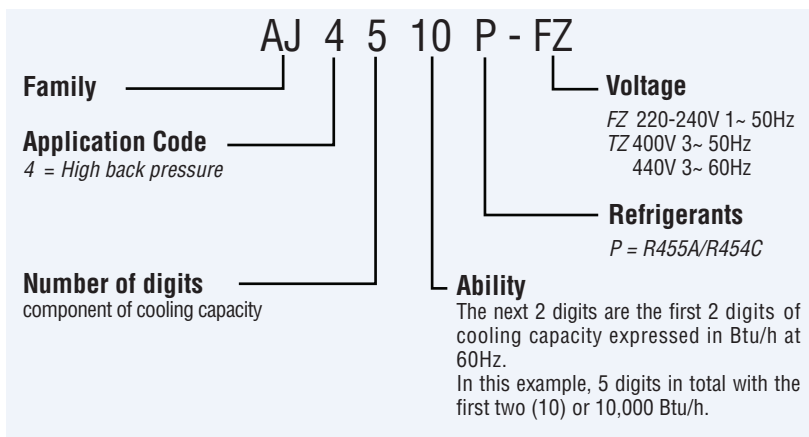 AJ 4 5 10 P - FZ
Family
Application Code
4 = High back pressure
Number of digits
component of cooling capacity
Voltage
FZ 220-240V 1~ 50Hz
TZ 400V 3~ 50Hz
440V 3~ 60Hz
Refrigerants
P = R455A/R454C
Ability
The next 2 digits are the first 2 digits of
cooling capacity expressed in Btu/h at
60Hz.
In this example, 5 digits in total with the
first two (10) or 10,000 Btu/h.